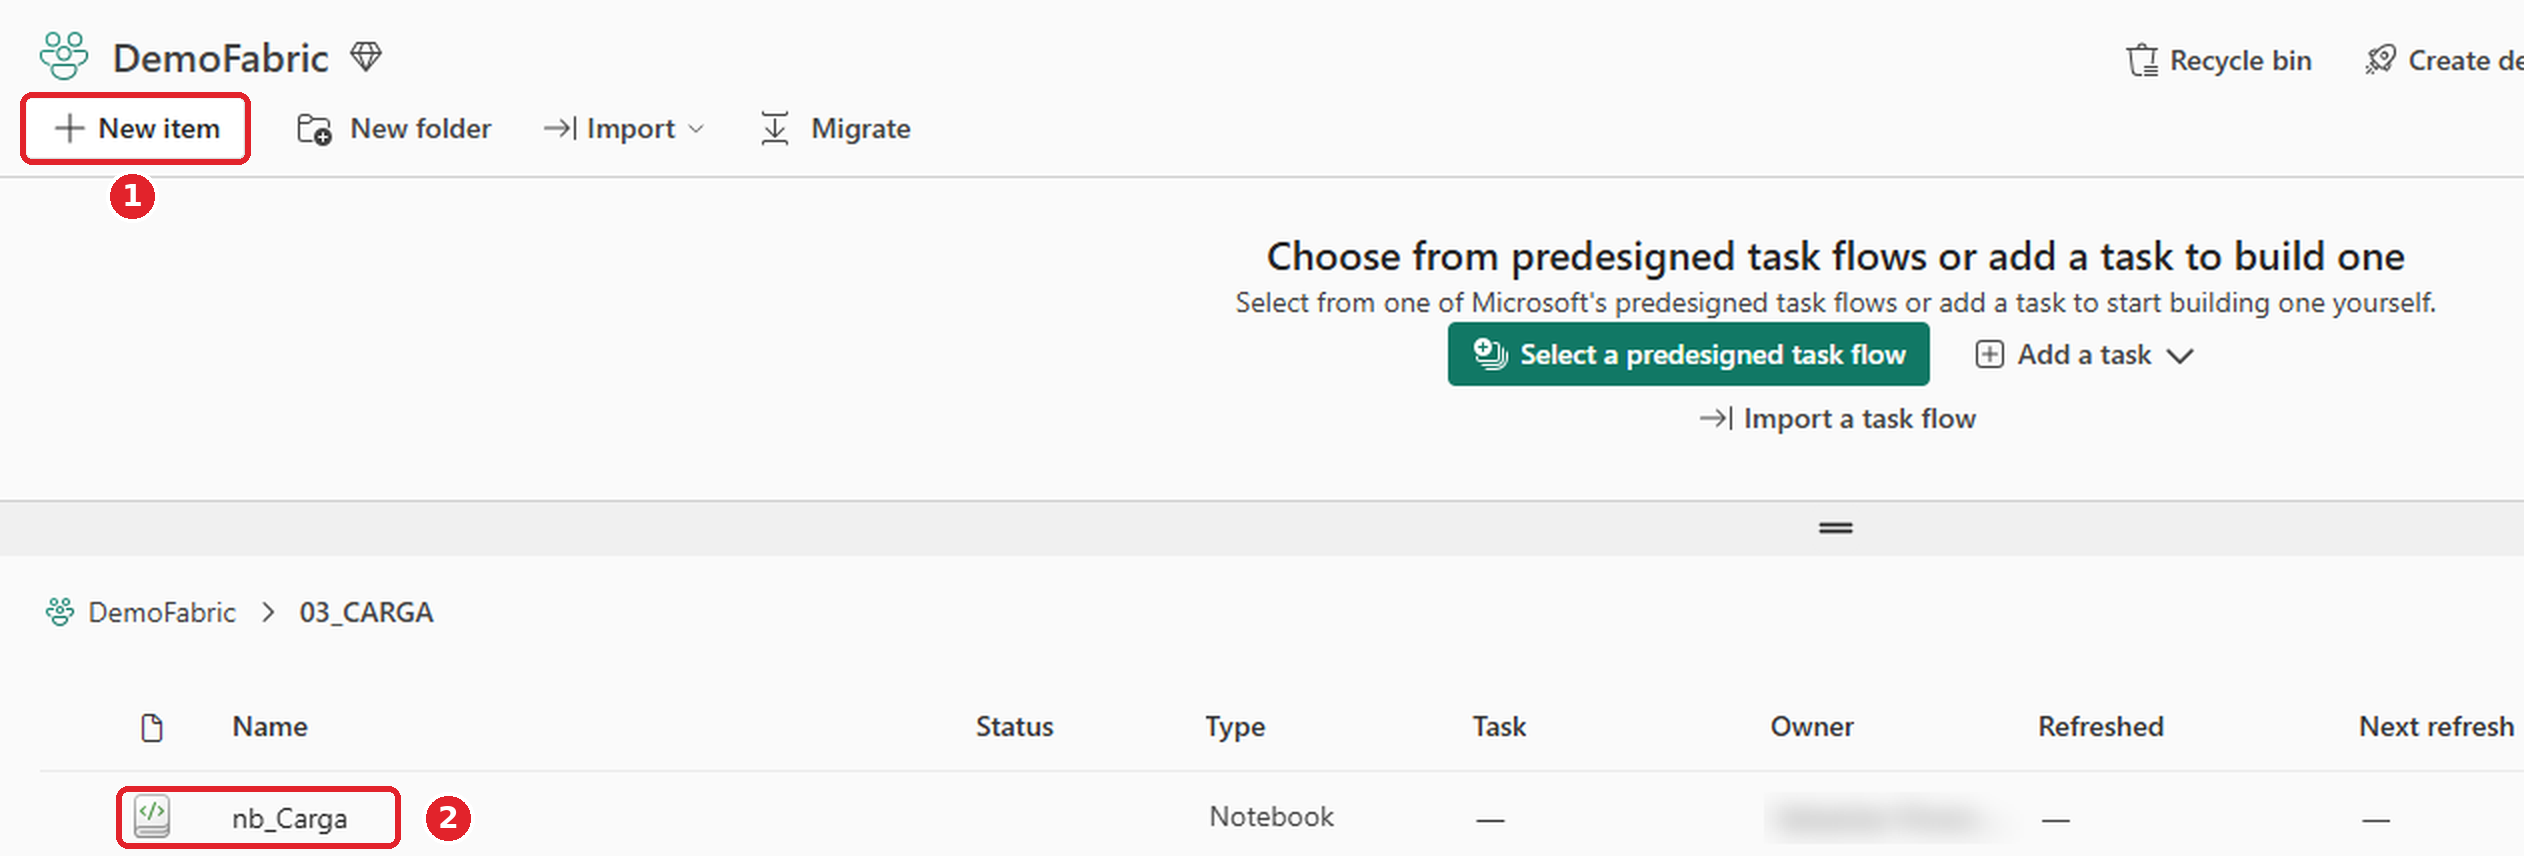 DemoFabric
Recycle bin
Create de
New item
New folder
Import
Migrate
1
Choose from predesigned task flows or add a task to build one
Select from one of Microsoft's predesigned task flows or add a task to start building one yourself.
Select a predesigned task flow
Add a task
Import a task flow
DemoFabric > 03_CARGA
Name Status Type Task Owner Refreshed Next refresh
nb_Carga 2 Notebook — — —